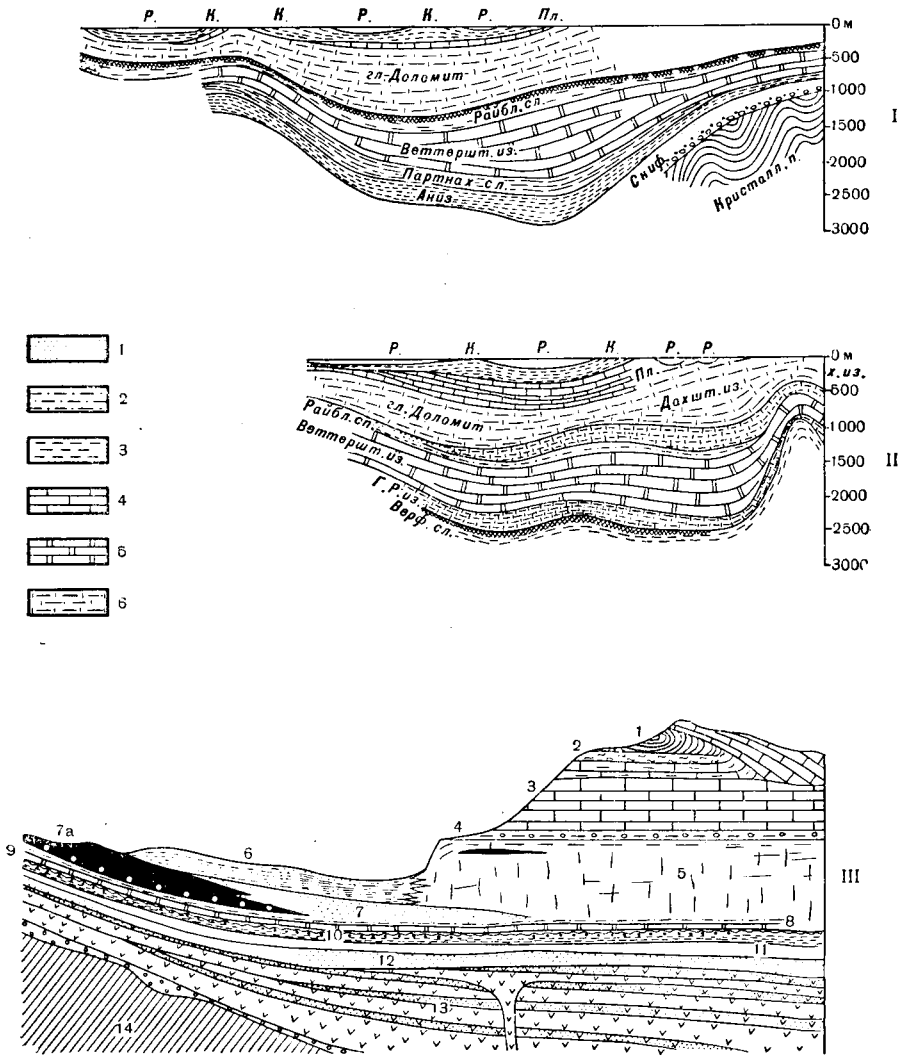 Р. К. К. Р. К. Р. Пл.
0 м
500
1000
1500
2000
2500
3000
I
гл. Доломит
Райбл. сл.
Веттершт. из.
Партнах сл.
Аниз.
Скиф.
Кристалл. п.
Р. К. Р. К. Р. Р.
Пл.
0 м
х. из.
500
1000
1500
2000
2500
3000
II
гл. Доломит
Дахшт. из.
Райбл. сл.
Веттершт. из.
Г. Р. из.
Верф. сл.
1
2
3
4
5
6
1
2
3
4
5
6
7а
7
8
9
10
11
12
13
14
III